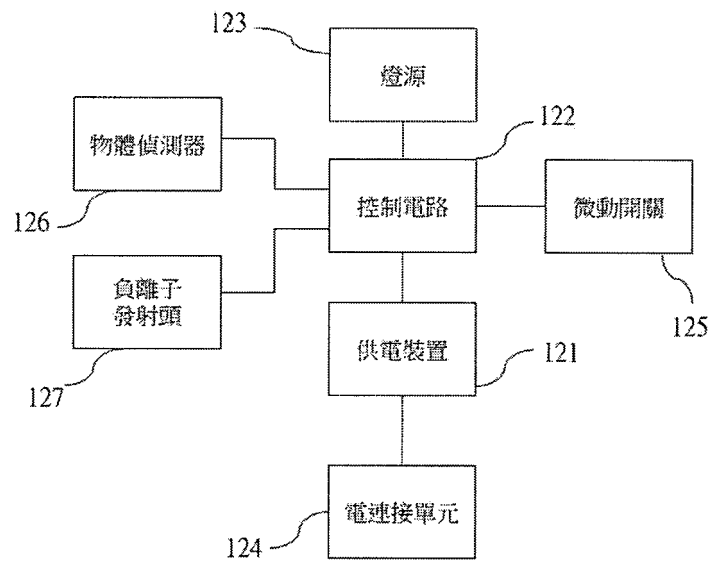 123
燈源
122
物體偵測器
控制電路
微動開關
126
負離子
發射頭
125
供電裝置
121
127
電連接單元
124